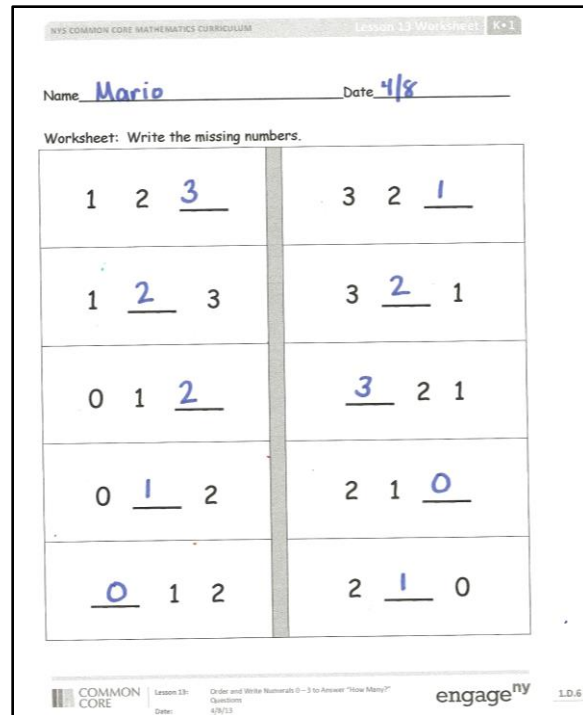 NYS COMMON CORE MATHEMATICS CURRICULUM Lesson 13 Worksheet K•1
Name Mario Date 4/8
Worksheet: Write the missing numbers.
1 2 3
3 2 1
1 2 3
3 2 1
0 1 2
3 2 1
0 1 2
2 1 0
0 1 2
2 1 0
COMMON CORE
Lesson 13: Order and Write Numerals 0 – 3 to Answer "How Many?" Questions
Date: 4/8/13
engageny
1.D.6